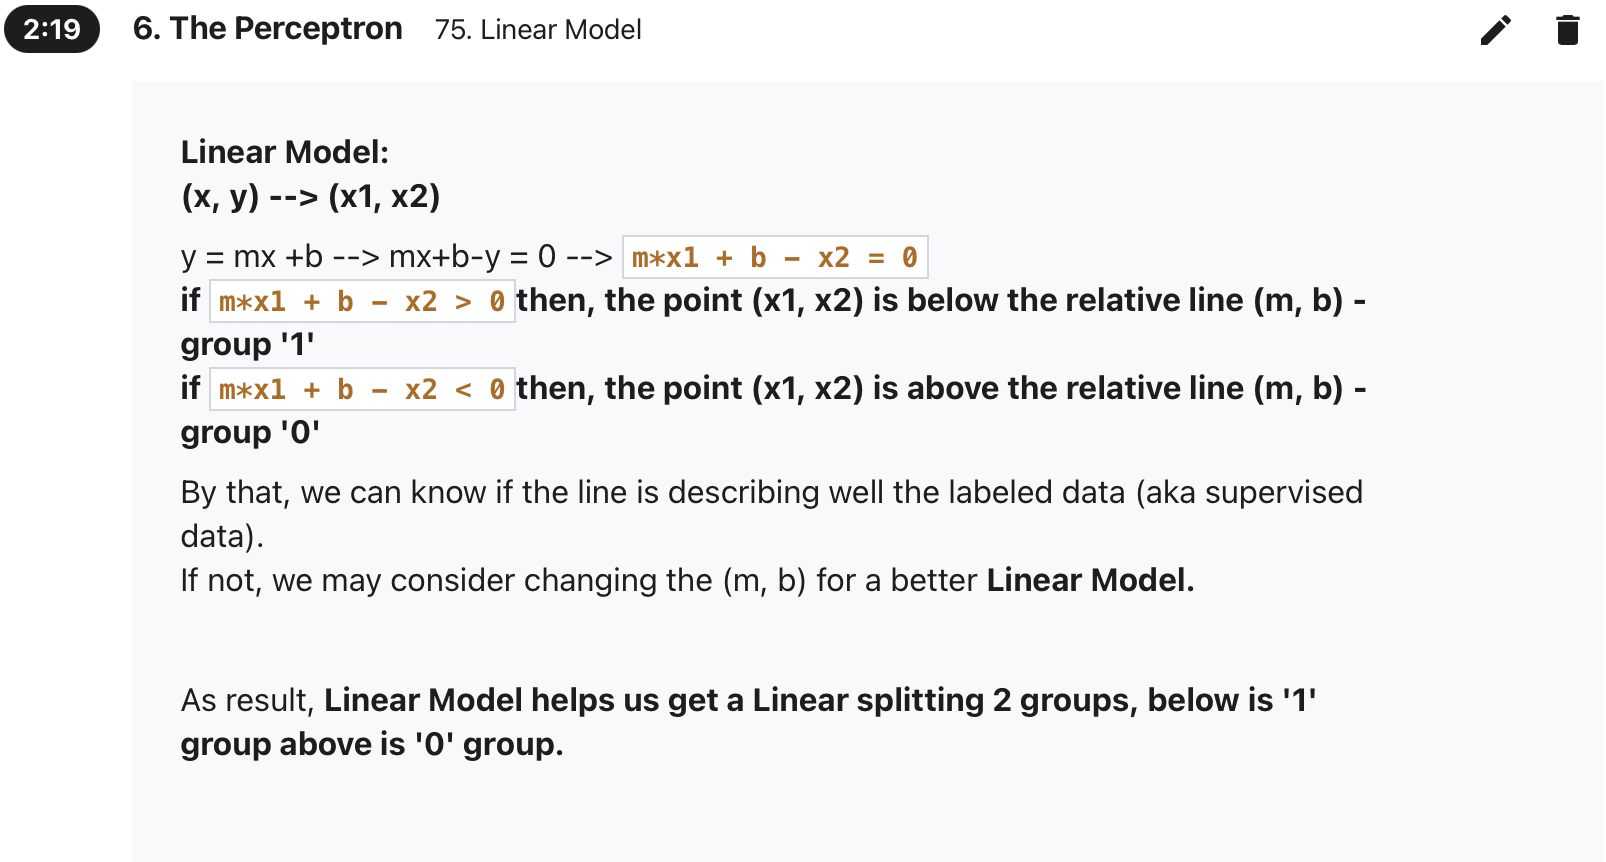 2:19 6. The Perceptron 75. Linear Model
Linear Model:
(x, y) --> (x1, x2)
y = mx +b --> mx+b-y = 0 --> m*x1 + b - x2 = 0
if m*x1 + b - x2 > 0 then, the point (x1, x2) is below the relative line (m, b) -
group '1'
if m*x1 + b - x2 < 0 then, the point (x1, x2) is above the relative line (m, b) -
group '0'
By that, we can know if the line is describing well the labeled data (aka supervised
data).
If not, we may consider changing the (m, b) for a better Linear Model.
As result, Linear Model helps us get a Linear splitting 2 groups, below is '1'
group above is '0' group.